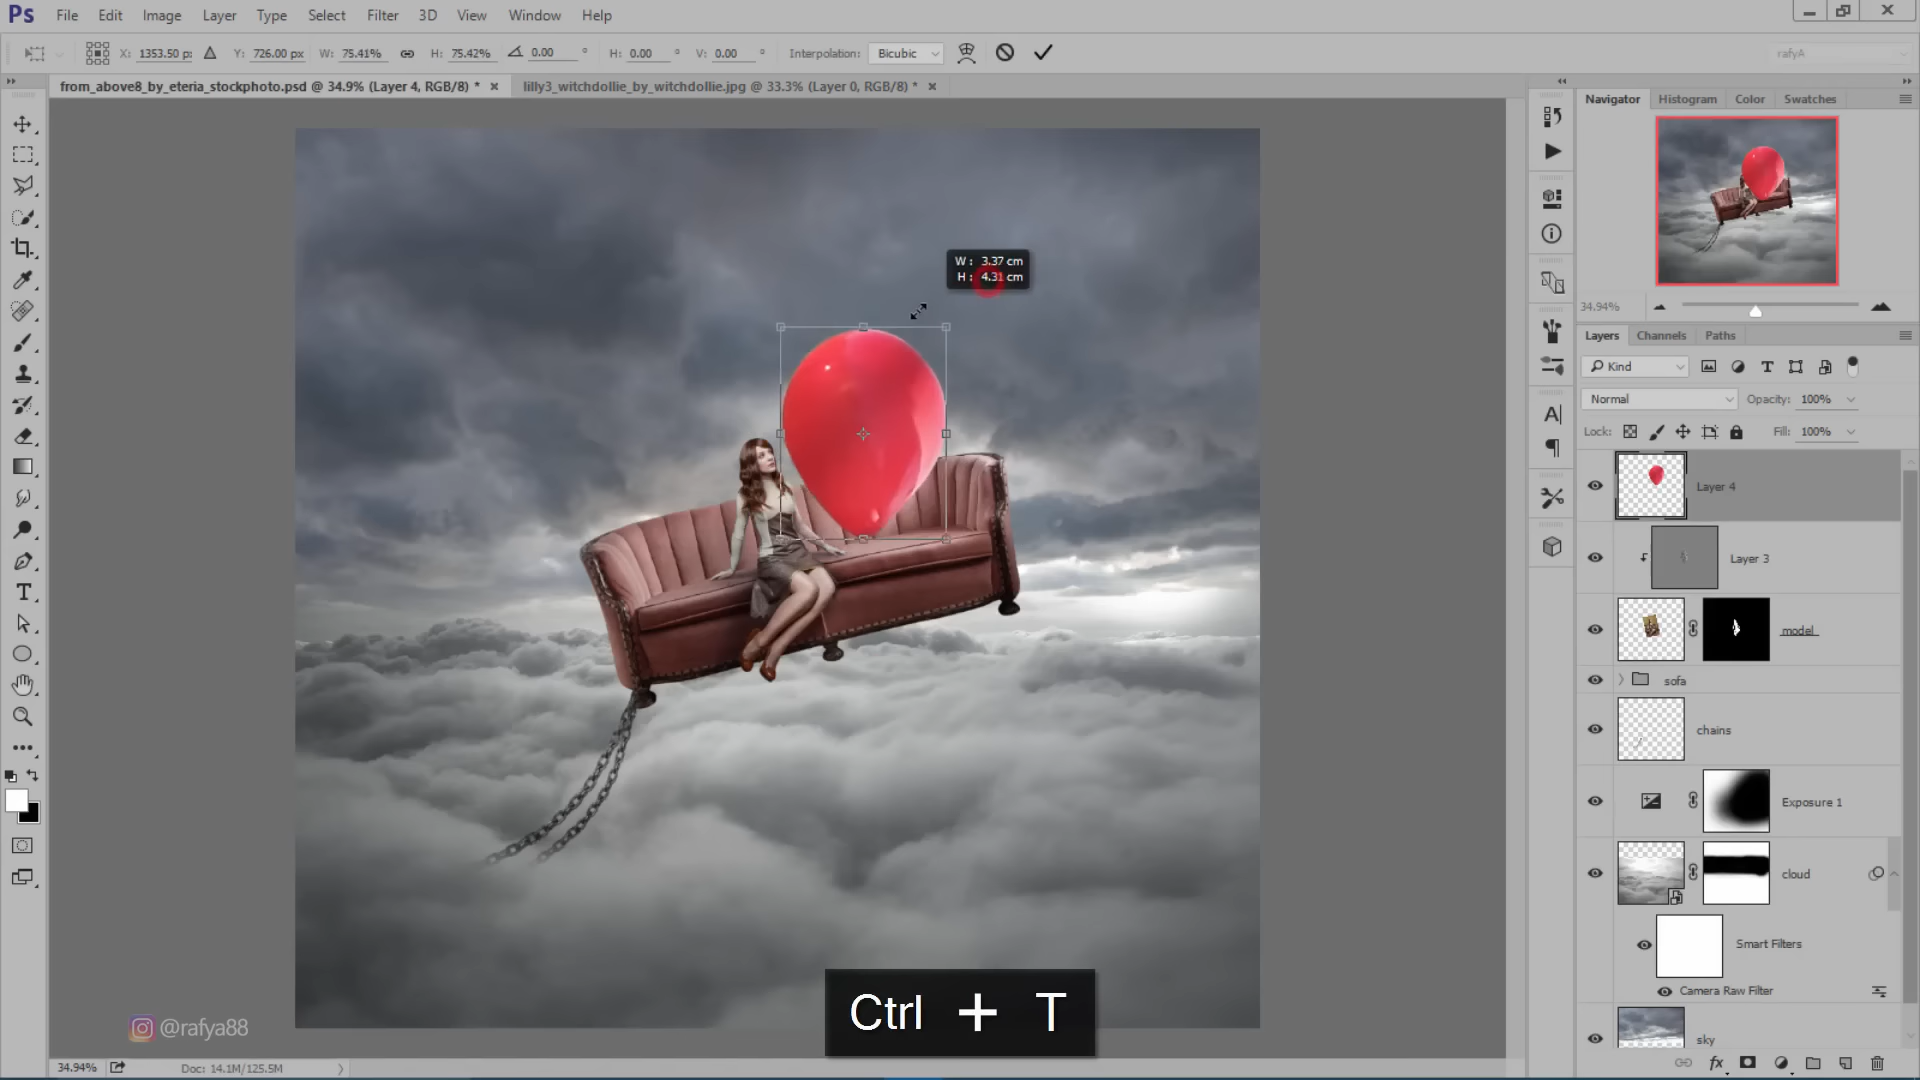 Ps File Edit Image Layer Type Select Filter 3D View Window Help
X: 1353.50 p: Y: 726.00 px W: 75.41% H: 75.42% 0.00 ° H: 0.00 ° V: 0.00 ° Interpolation: Bicubic rafyA
from_above8_by_eteria_stockphoto.psd @ 34.9% (Layer 4, RGB/8) * lilly3_witchdollie_by_witchdollie.jpg @ 33.3% (Layer 0, RGB/8) *
Navigator Histogram Color Swatches
W : 3.37 cm
H : 4.31 cm
34.94%
Layers Channels Paths
Kind
Normal Opacity: 100%
Lock: Fill: 100%
Layer 4
Layer 3
model
sofa
chains
Exposure 1
cloud
Smart Filters
Camera Raw Filter
sky
Ctrl + T
@rafya88
34.94% Doc: 14.1M/125.5M